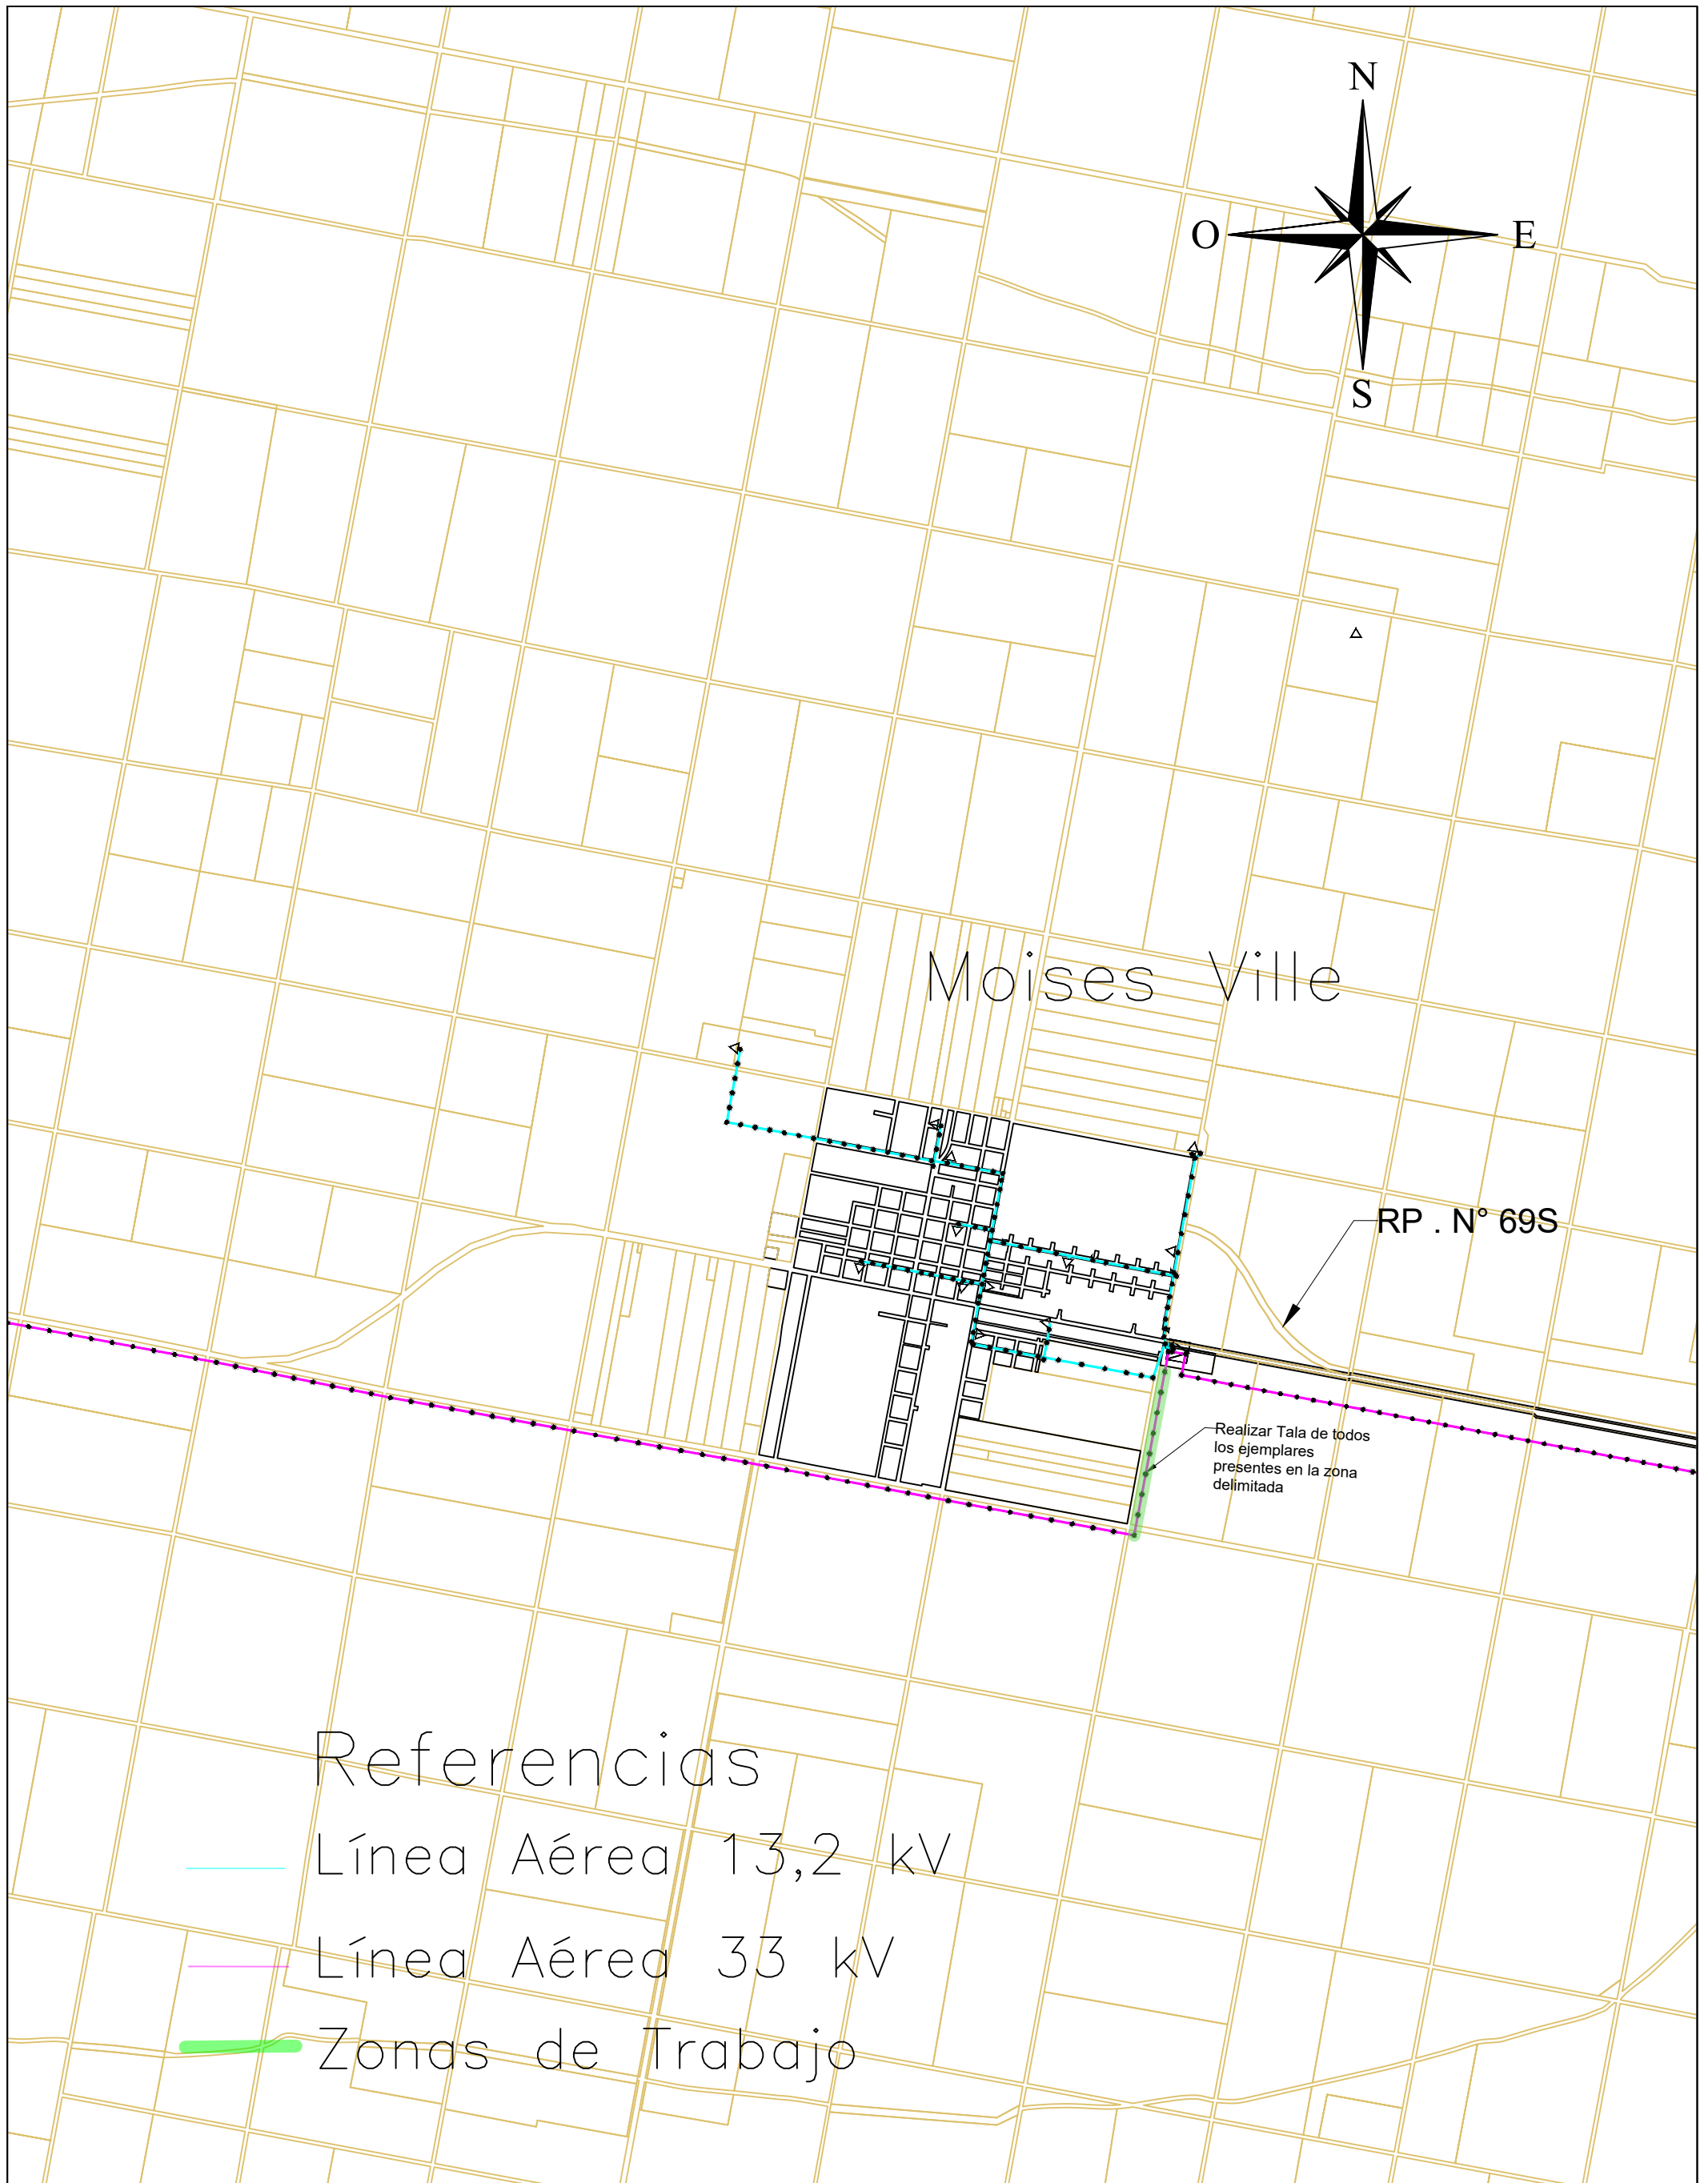 N
O
E
S
Moises Ville
RP . N° 69S
Realizar Tala de todos
los ejemplares
presentes en la zona
delimitada
Referencias
Línea Aérea 13,2 kV
Línea Aérea 33 kV
Zonas de Trabajo